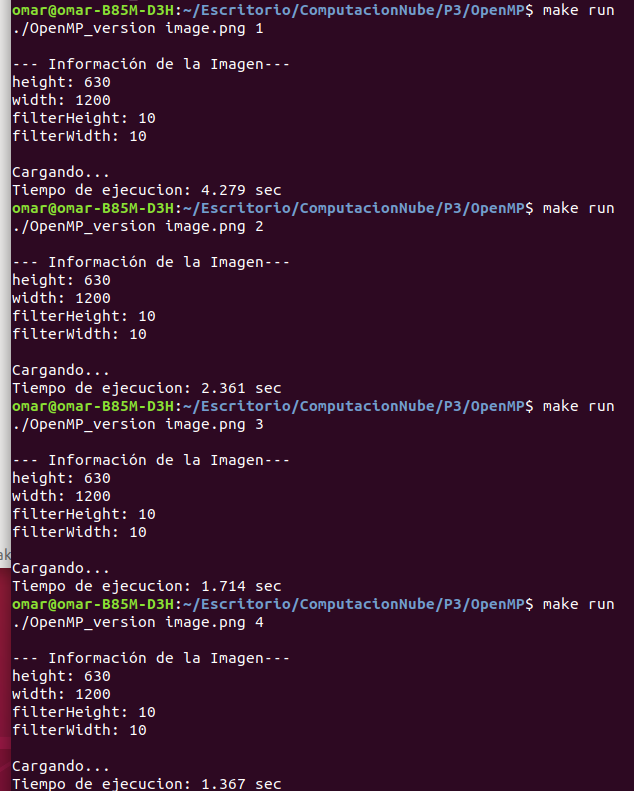 omar@omar-B85M-D3H:~/Escritorio/ComputacionNube/P3/OpenMP$ make run
./OpenMP_version image.png 1

--- Información de la Imagen---
height: 630
width: 1200
filterHeight: 10
filterWidth: 10

Cargando...
Tiempo de ejecucion: 4.279 sec
omar@omar-B85M-D3H:~/Escritorio/ComputacionNube/P3/OpenMP$ make run
./OpenMP_version image.png 2

--- Información de la Imagen---
height: 630
width: 1200
filterHeight: 10
filterWidth: 10

Cargando...
Tiempo de ejecucion: 2.361 sec
omar@omar-B85M-D3H:~/Escritorio/ComputacionNube/P3/OpenMP$ make run
./OpenMP_version image.png 3

--- Información de la Imagen---
height: 630
width: 1200
filterHeight: 10
filterWidth: 10

ak
Cargando...
Tiempo de ejecucion: 1.714 sec
omar@omar-B85M-D3H:~/Escritorio/ComputacionNube/P3/OpenMP$ make run
./OpenMP_version image.png 4

--- Información de la Imagen---
height: 630
width: 1200
filterHeight: 10
filterWidth: 10

Cargando...
Tiempo de ejecucion: 1.367 sec